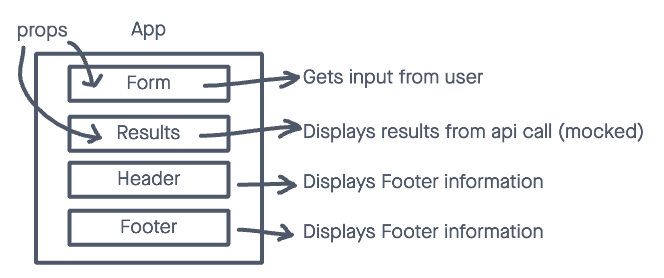 props
App
Form
Gets input from user
Results
Displays results from api call (mocked)
Header
Displays Footer information
Footer
Displays Footer information